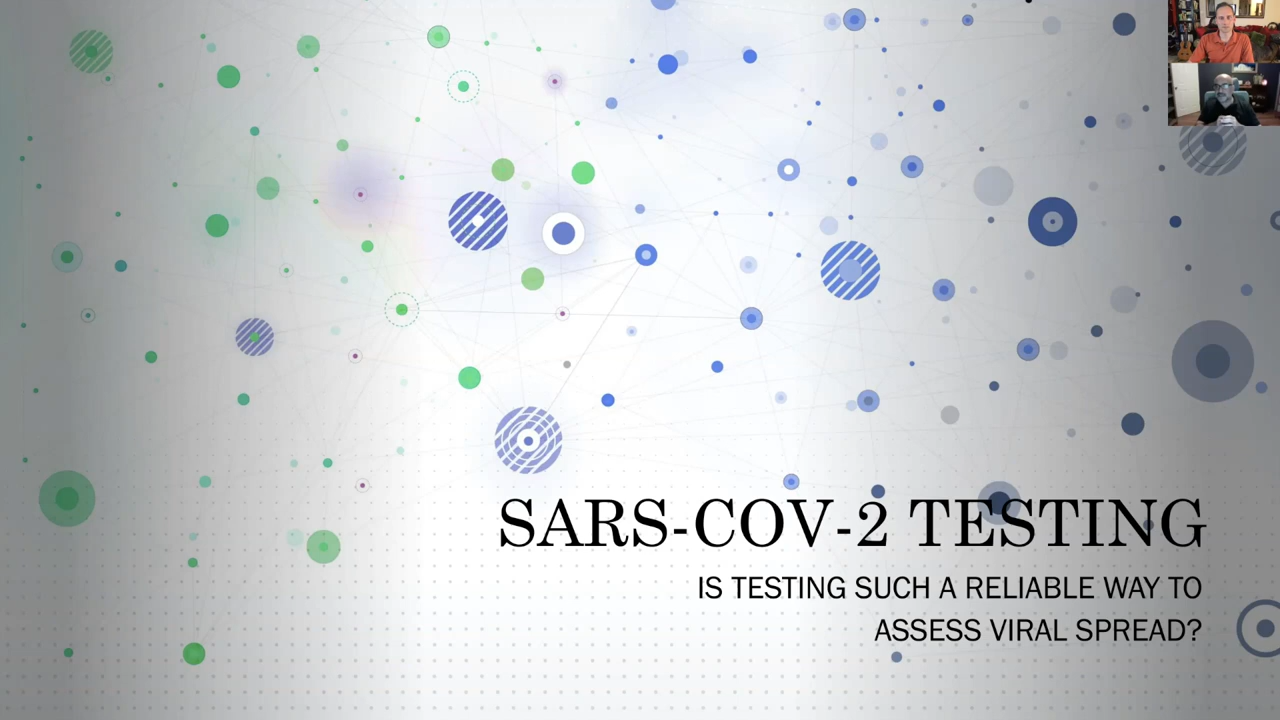 SARS-COV-2 TESTING
IS TESTING SUCH A RELIABLE WAY TO
ASSESS VIRAL SPREAD?